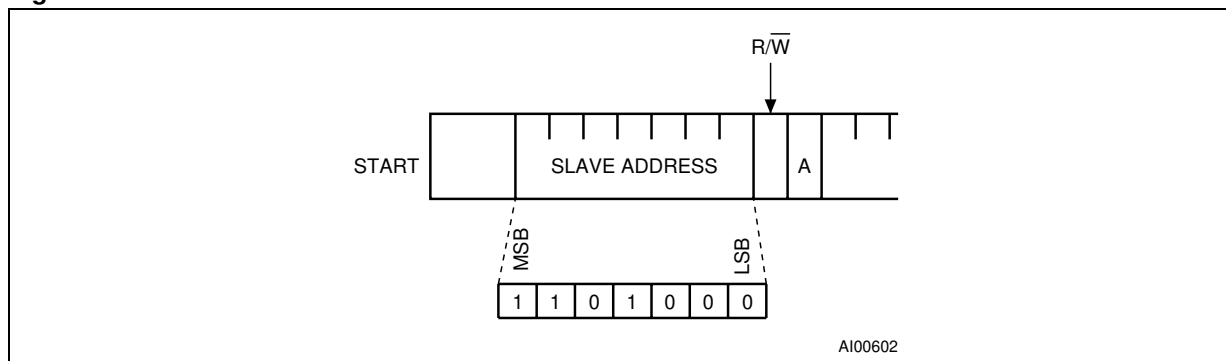 R/W̅
START
SLAVE ADDRESS
A
MSB
LSB
1 1 0 1 0 0 0
AI00602